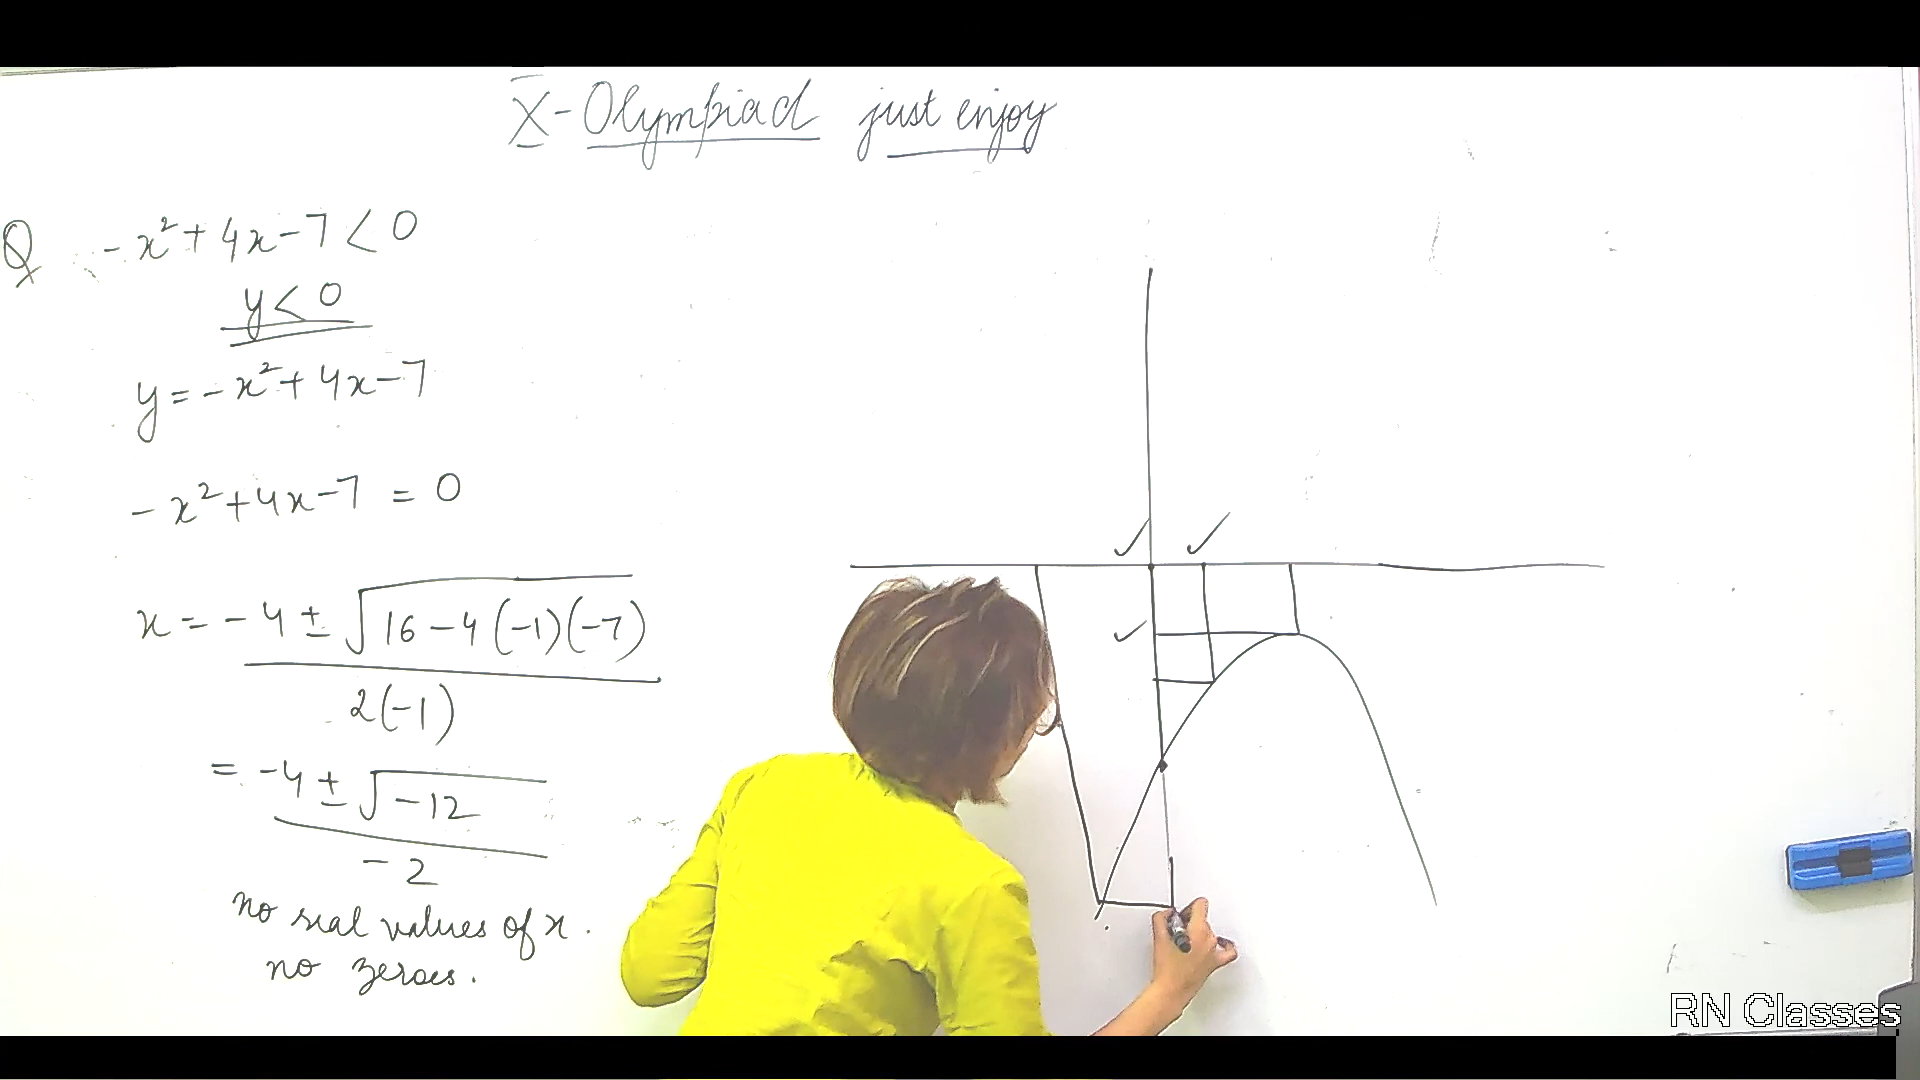 X - Olympiad just enjoy
Q -x²+4x-7<0
y<0
y=-x²+4x-7
-x²+4x-7 = 0
x = -4 ± √16-4(-1)(-7)
2(-1)
= -4 ± √-12
-2
no real values of x.
no zeroes.
RN Classes